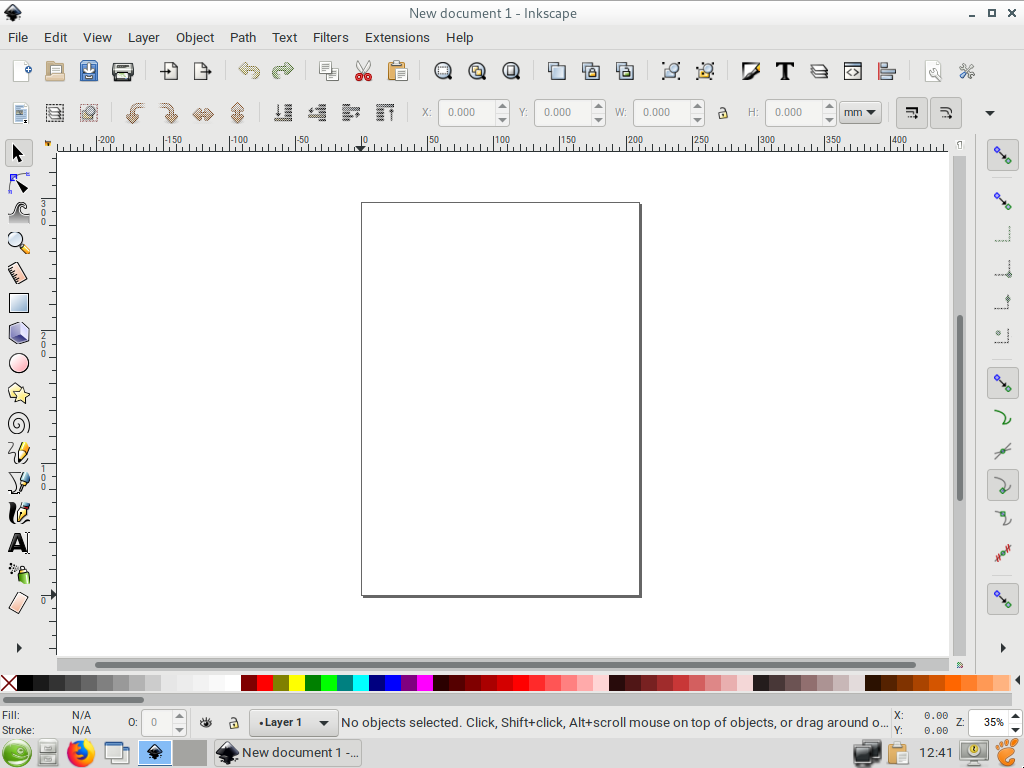 New document 1 - Inkscape
File Edit View Layer Object Path Text Filters Extensions Help
X: 0.000 Y: 0.000 W: 0.000 H: 0.000 mm
-200 -150 -100 -50 00 50 100 150 200 250 300 350 400
300
200
100
0
Fill: N/A
Stroke: N/A
O: 0
•Layer 1
No objects selected. Click, Shift+click, Alt+scroll mouse on top of objects, or drag around o...
X: 0.00
Y: 0.00
Z: 35%
New document 1 -...
12:41